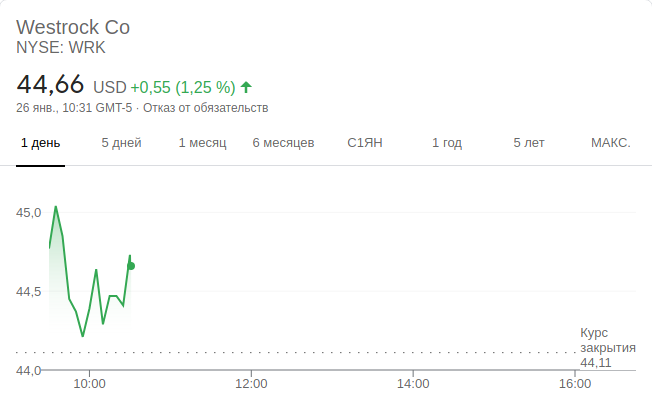 Westrock Co
NYSE: WRK
44,66 USD +0,55 (1,25 %)
26 янв., 10:31 GMT-5 · Отказ от обязательств
1 день 5 дней 1 месяц 6 месяцев С1ЯН 1 год 5 лет МАКС.
45,0
44,5
Курс
закрытия
44,11
44,0
10:00 12:00 14:00 16:00